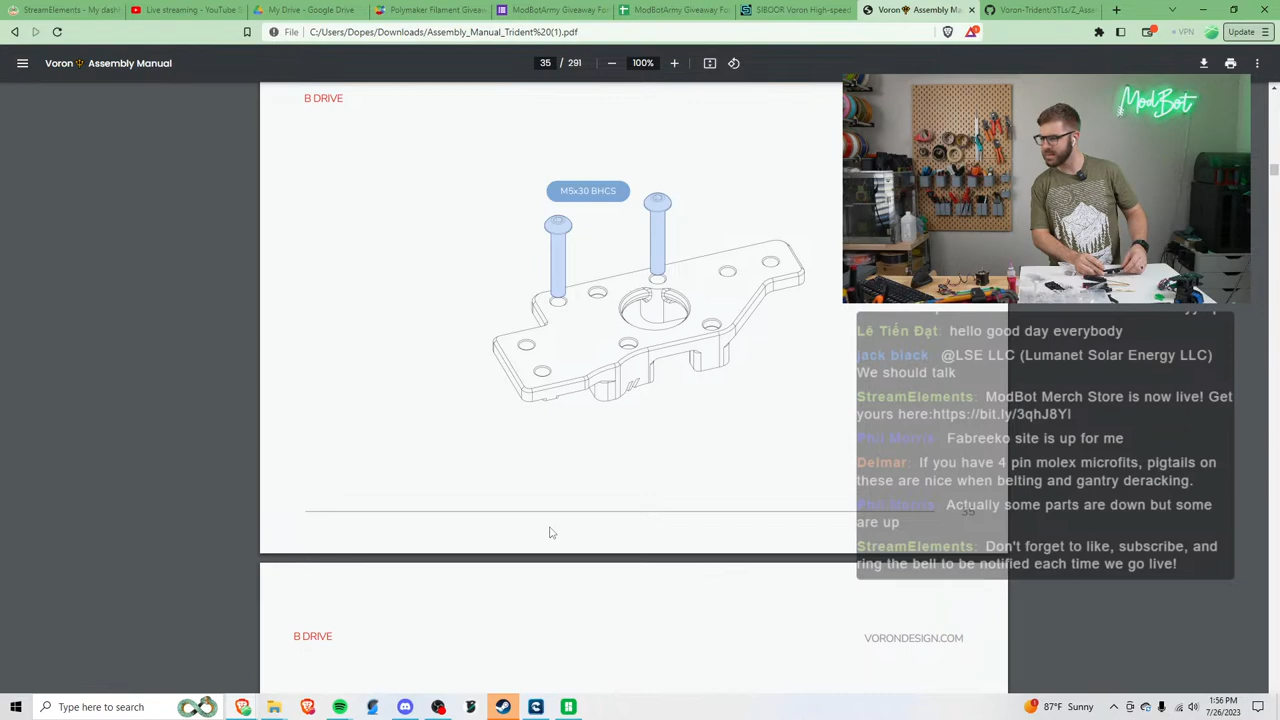 StreamElements - My dash
Live streaming - YouTube S
My Drive - Google Drive
Polymaker Filament Giveaw
ModBotArmy Giveaway For
ModBotArmy Giveaway For
SIBOOR Voron High-speed
Voron Assembly Man
Voron-Trident/STLs/Z_Asse
File
C:/Users/Dopes/Downloads/Assembly_Manual_Trident%20(1).pdf
VPN
Update
Voron Assembly Manual
35 / 291
100%
B DRIVE
M5x30 BHCS
ModBot
Lê Tiến Đạt: hello good day everybody
jack black: @LSE LLC (Lumanet Solar Energy LLC)
We should talk
StreamElements: ModBot Merch Store is now live! Get
yours here:https://bit.ly/3qhJ8Yl
Fabreeko site is up for me
Delmar: If you have 4 pin molex microfits, pigtails on
these are nice when belting and gantry deracking.
Actually some parts are down but some
are up
35
StreamElements: Don't forget to like, subscribe, and
ring the bell to be notified each time we go live!
B DRIVE
VORONDESIGN.COM
Type here to search
87°F Sunny
1:56 PM
7/26/2023